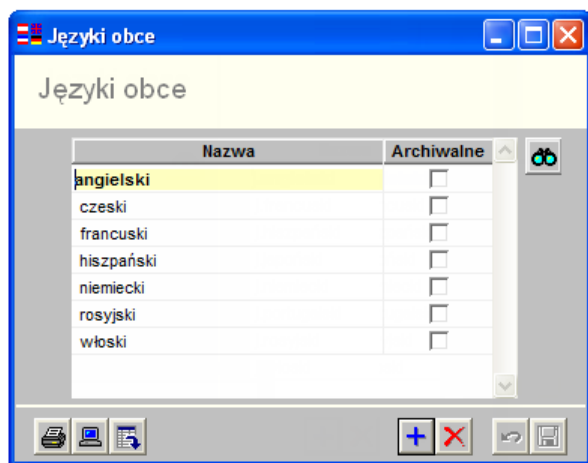 Języki obce
Języki obce
Nazwa Archiwalne
angielski
czeski
francuski
hiszpański
niemiecki
rosyjski
włoski